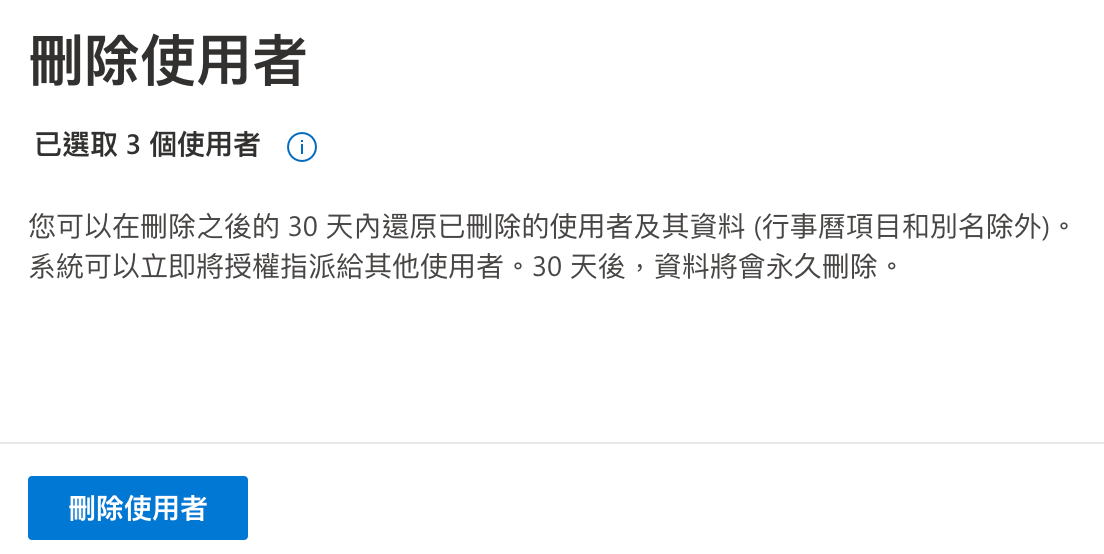 刪除使用者
已選取 3 個使用者
您可以在刪除之後的 30 天內還原已刪除的使用者及其資料 (行事曆項目和別名除外)。
系統可以立即將授權指派給其他使用者。30 天後，資料將會永久刪除。
刪除使用者